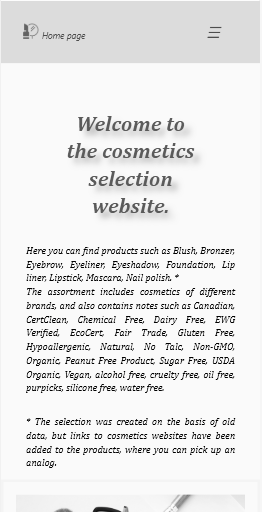 Home page
Welcome to
the cosmetics
selection
website.
Here you can find products such as Blush, Bronzer,
Eyebrow, Eyeliner, Eyeshadow, Foundation, Lip
liner, Lipstick, Mascara, Nail polish. *
The assortment includes cosmetics of different
brands, and also contains notes such as Canadian,
CertClean, Chemical Free, Dairy Free, EWG
Verified, EcoCert, Fair Trade, Gluten Free,
Hypoallergenic, Natural, No Talc, Non-GMO,
Organic, Peanut Free Product, Sugar Free, USDA
Organic, Vegan, alcohol free, cruelty free, oil free,
purpicks, silicone free, water free.
* The selection was created on the basis of old
data, but links to cosmetics websites have been
added to the products, where you can pick up an
analog.